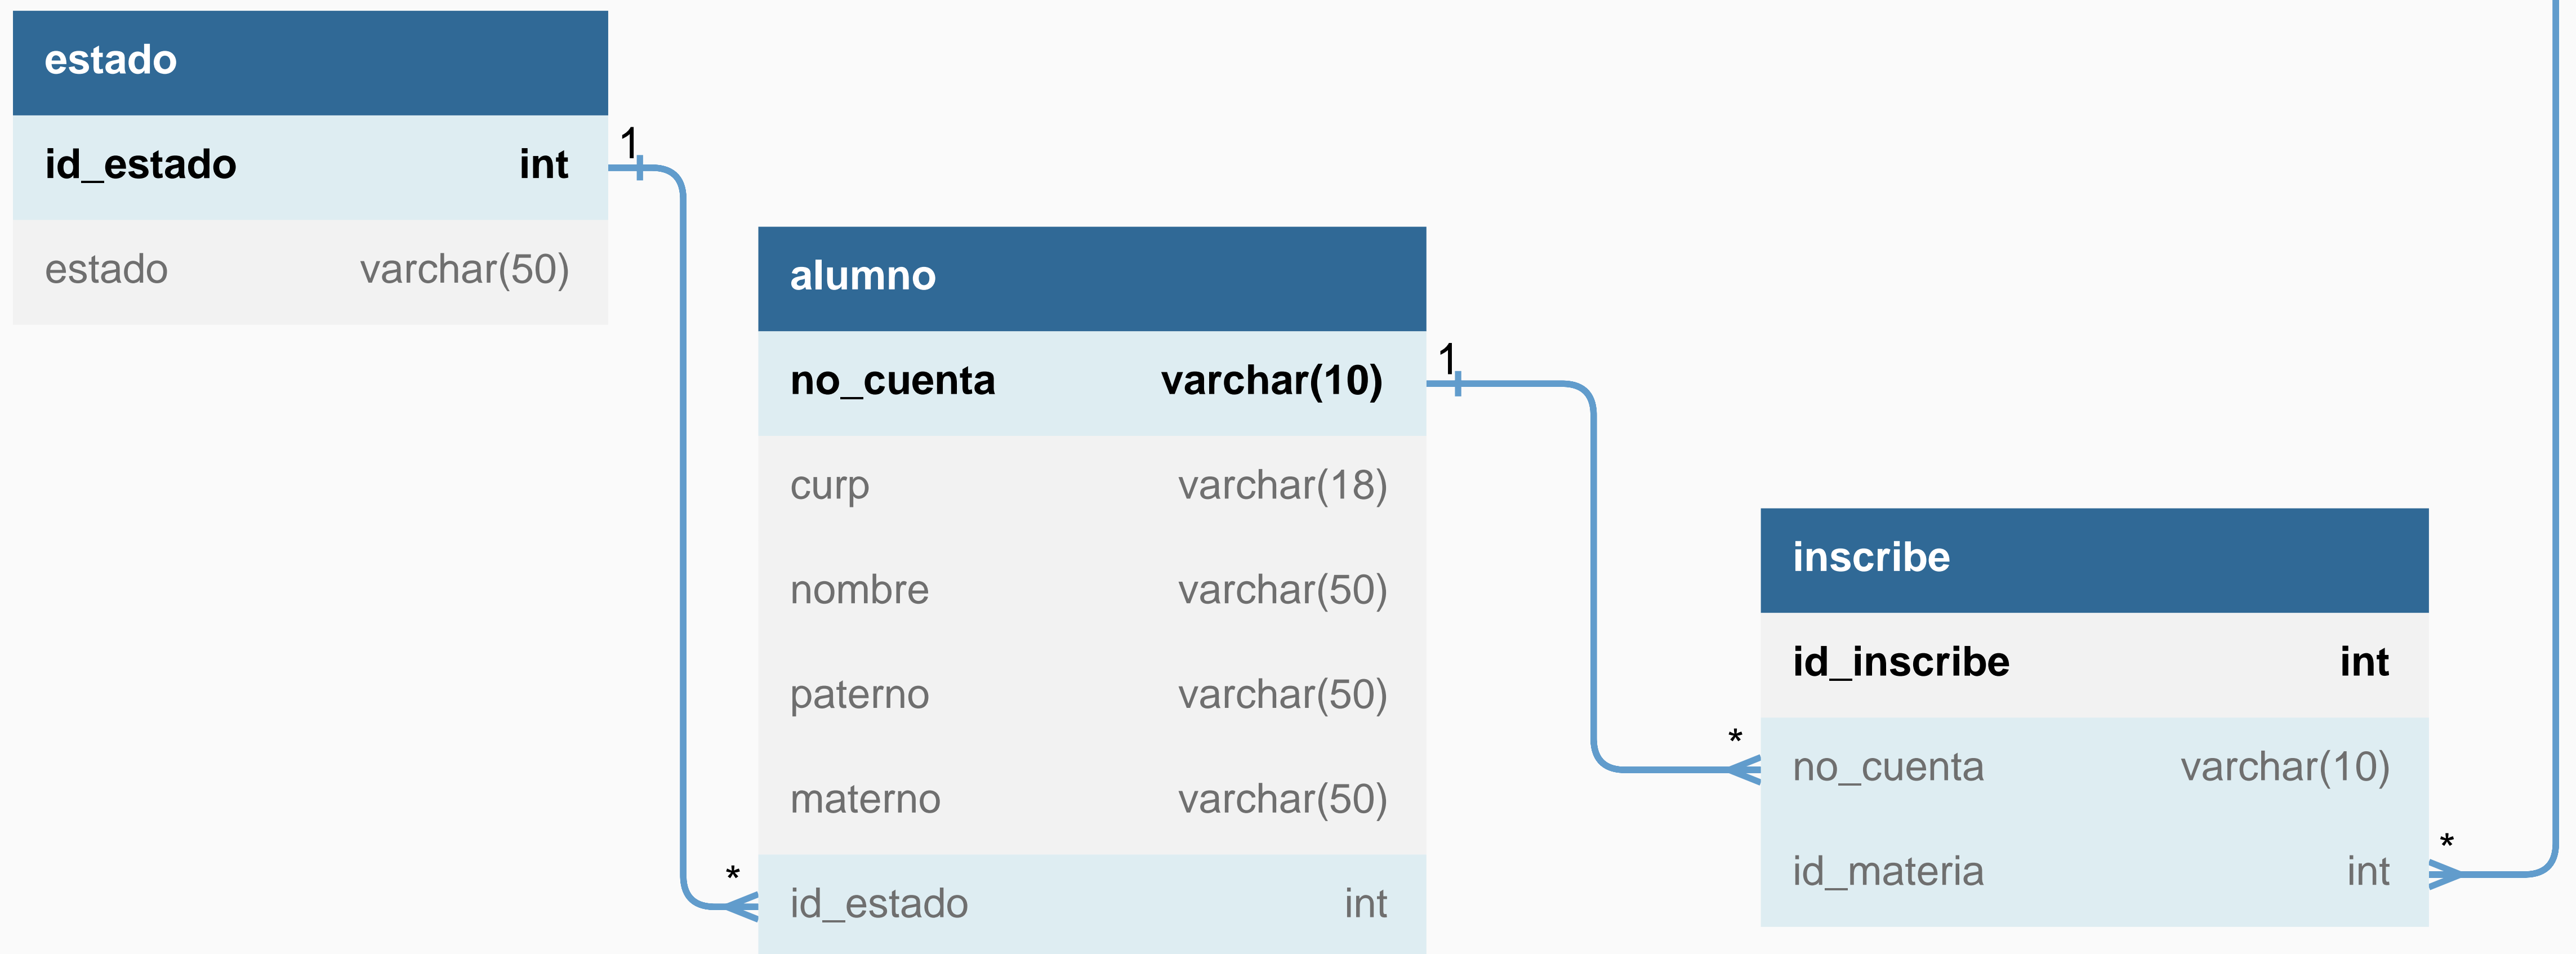 estado
id_estado int
estado varchar(50)
1
*
alumno
no_cuenta varchar(10)
curp varchar(18)
nombre varchar(50)
paterno varchar(50)
materno varchar(50)
id_estado int
1
*
inscribe
id_inscribe int
no_cuenta varchar(10)
id_materia int
*